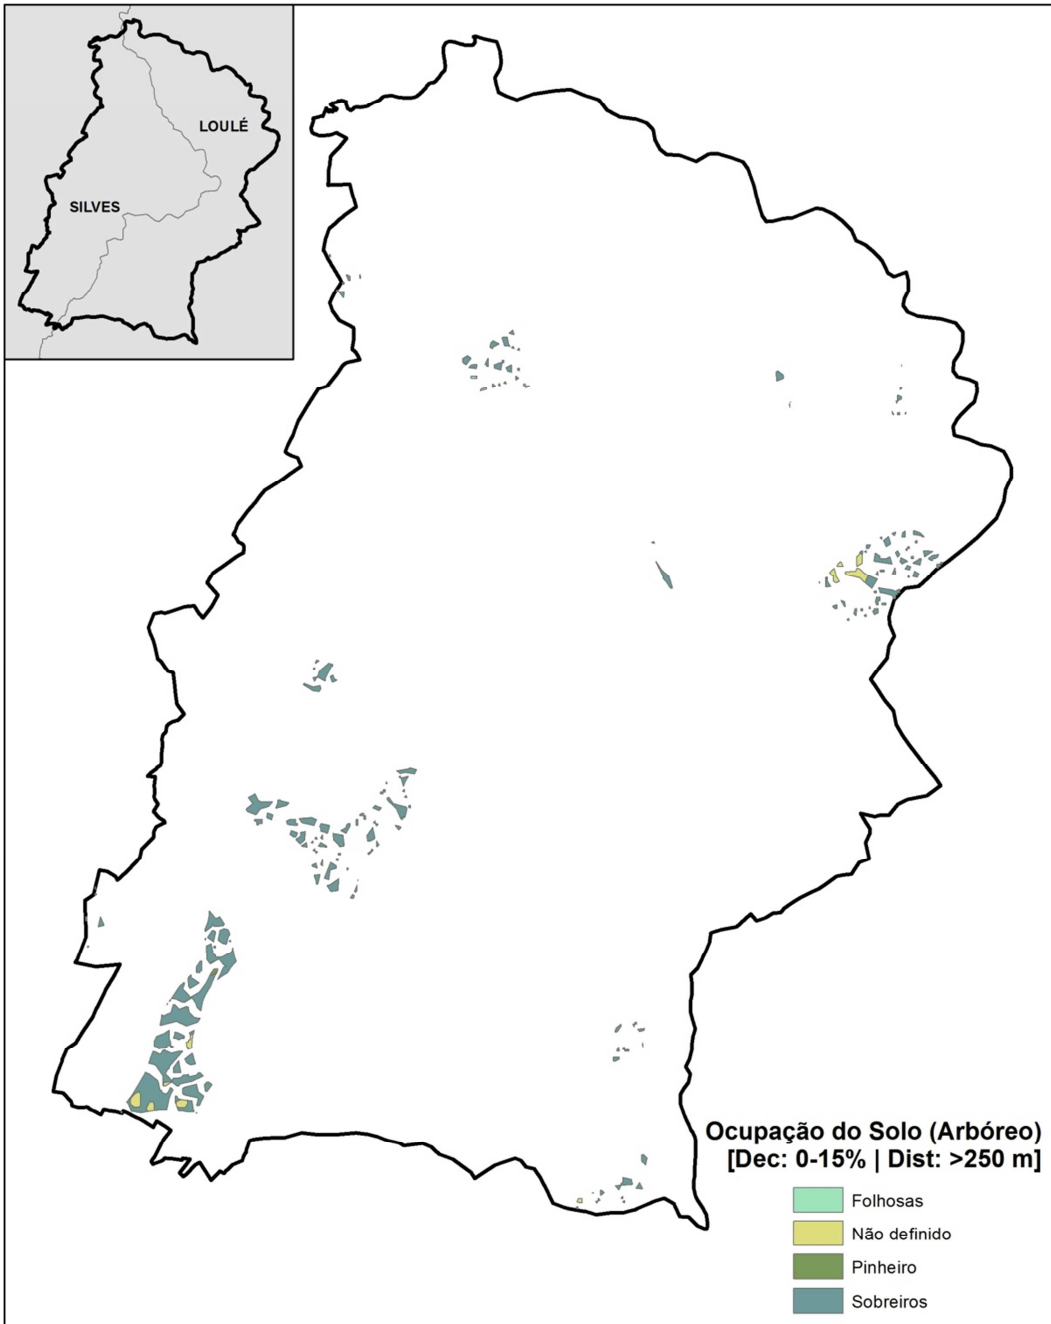 LOULÉ
SILVES
Ocupação do Solo (Arbóreo)
[Dec: 0-15% | Dist: >250 m]
Folhosas
Não definido
Pinheiro
Sobreiros